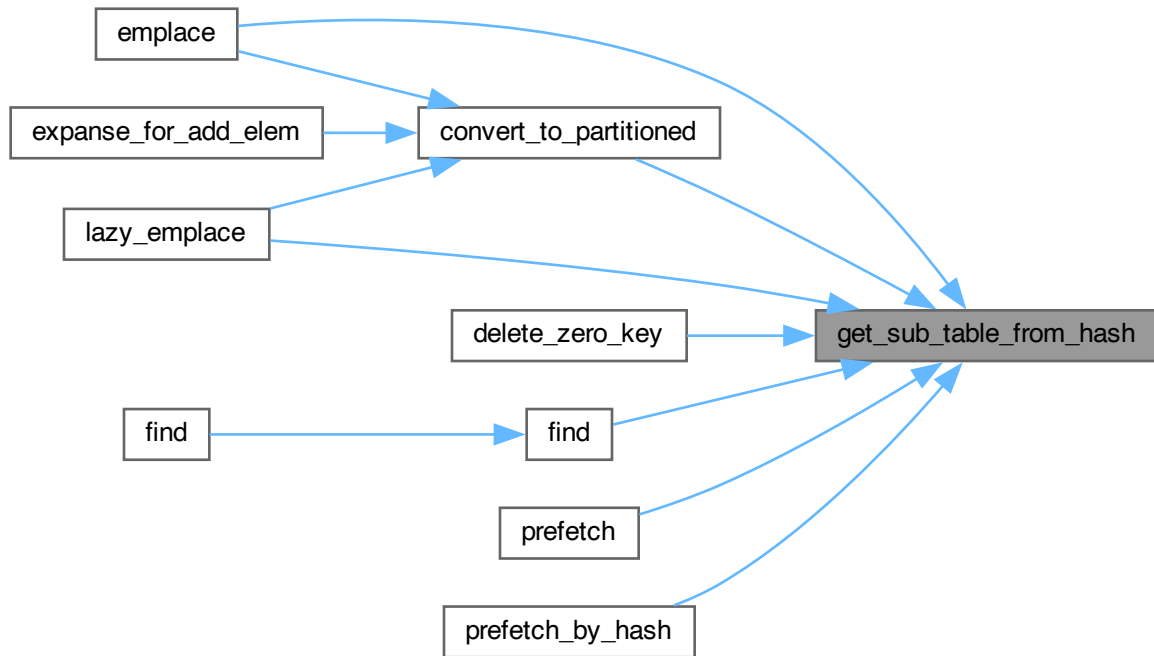 emplace
expanse_for_add_elem
convert_to_partitioned
lazy_emplace
delete_zero_key
get_sub_table_from_hash
find
find
prefetch
prefetch_by_hash